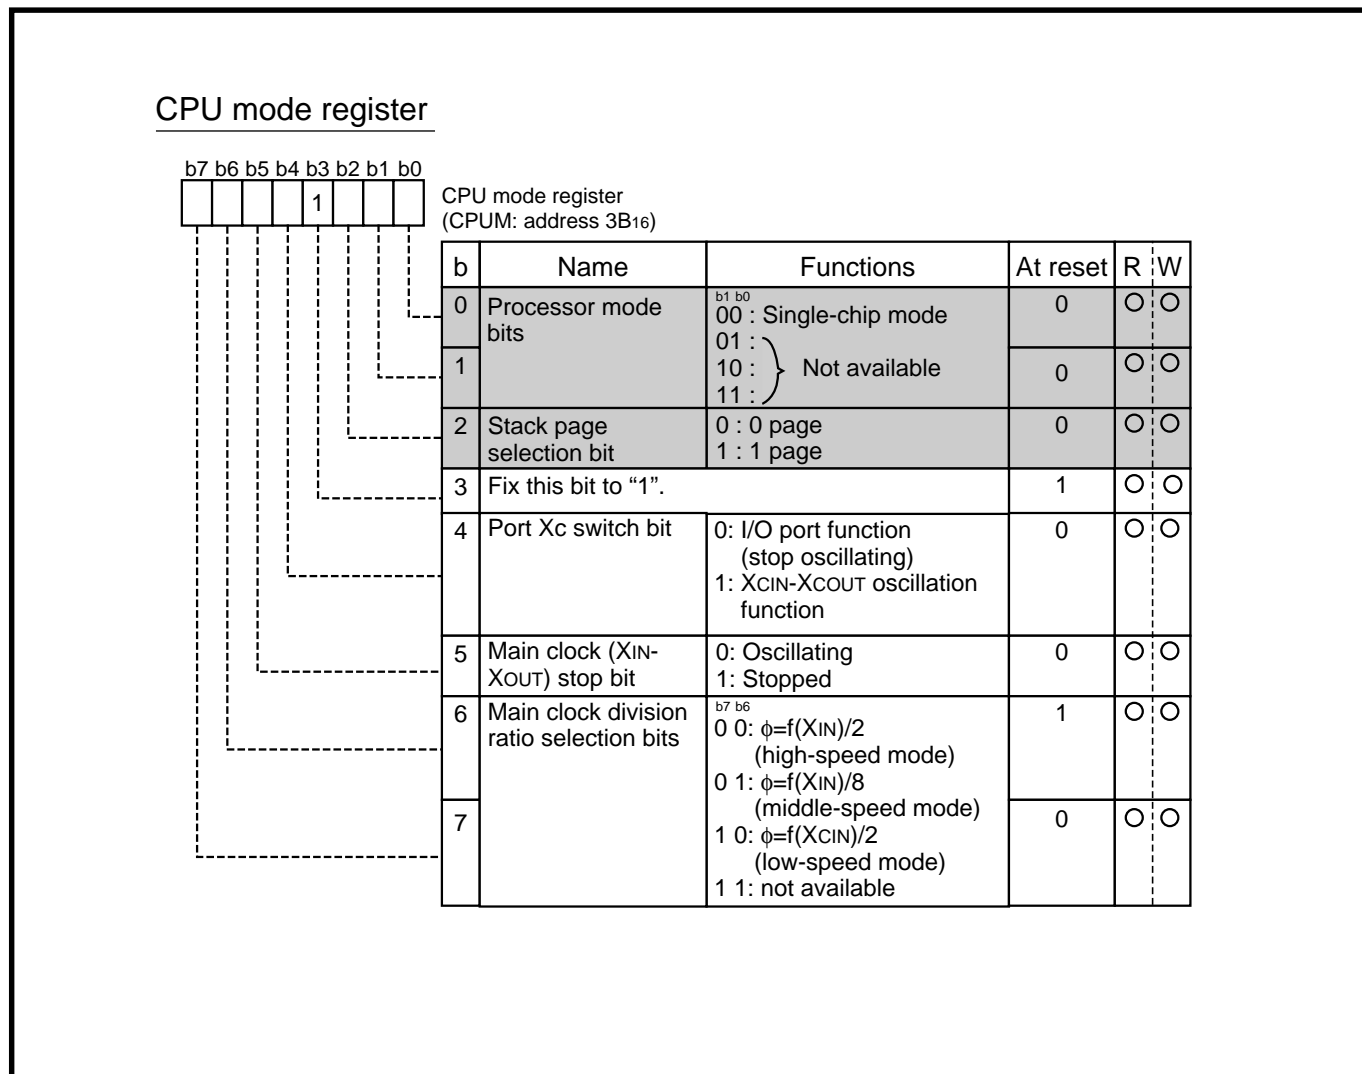 CPU mode register
b7 b6 b5 b4 b3 b2 b1 b0
1
CPU mode register
(CPUM: address 3B16)
b Name Functions At reset R W
0 Processor mode bits
b1 b0
00 : Single-chip mode
01 :
10 : Not available
11 :
0 ○ ○
1 0 ○ ○
2 Stack page selection bit
0 : 0 page
1 : 1 page
0 ○ ○
3 Fix this bit to “1”. 1 ○ ○
4 Port Xc switch bit
0: I/O port function
(stop oscillating)
1: XCIN-XCOUT oscillation
function
0 ○ ○
5 Main clock (XIN-
XOUT) stop bit
0: Oscillating
1: Stopped
0 ○ ○
6 Main clock division
ratio selection bits
b7 b6
0 0: ϕ=f(XIN)/2
(high-speed mode)
0 1: ϕ=f(XIN)/8
(middle-speed mode)
1 0: ϕ=f(XCIN)/2
(low-speed mode)
1 1: not available
1 ○ ○
7 0 ○ ○